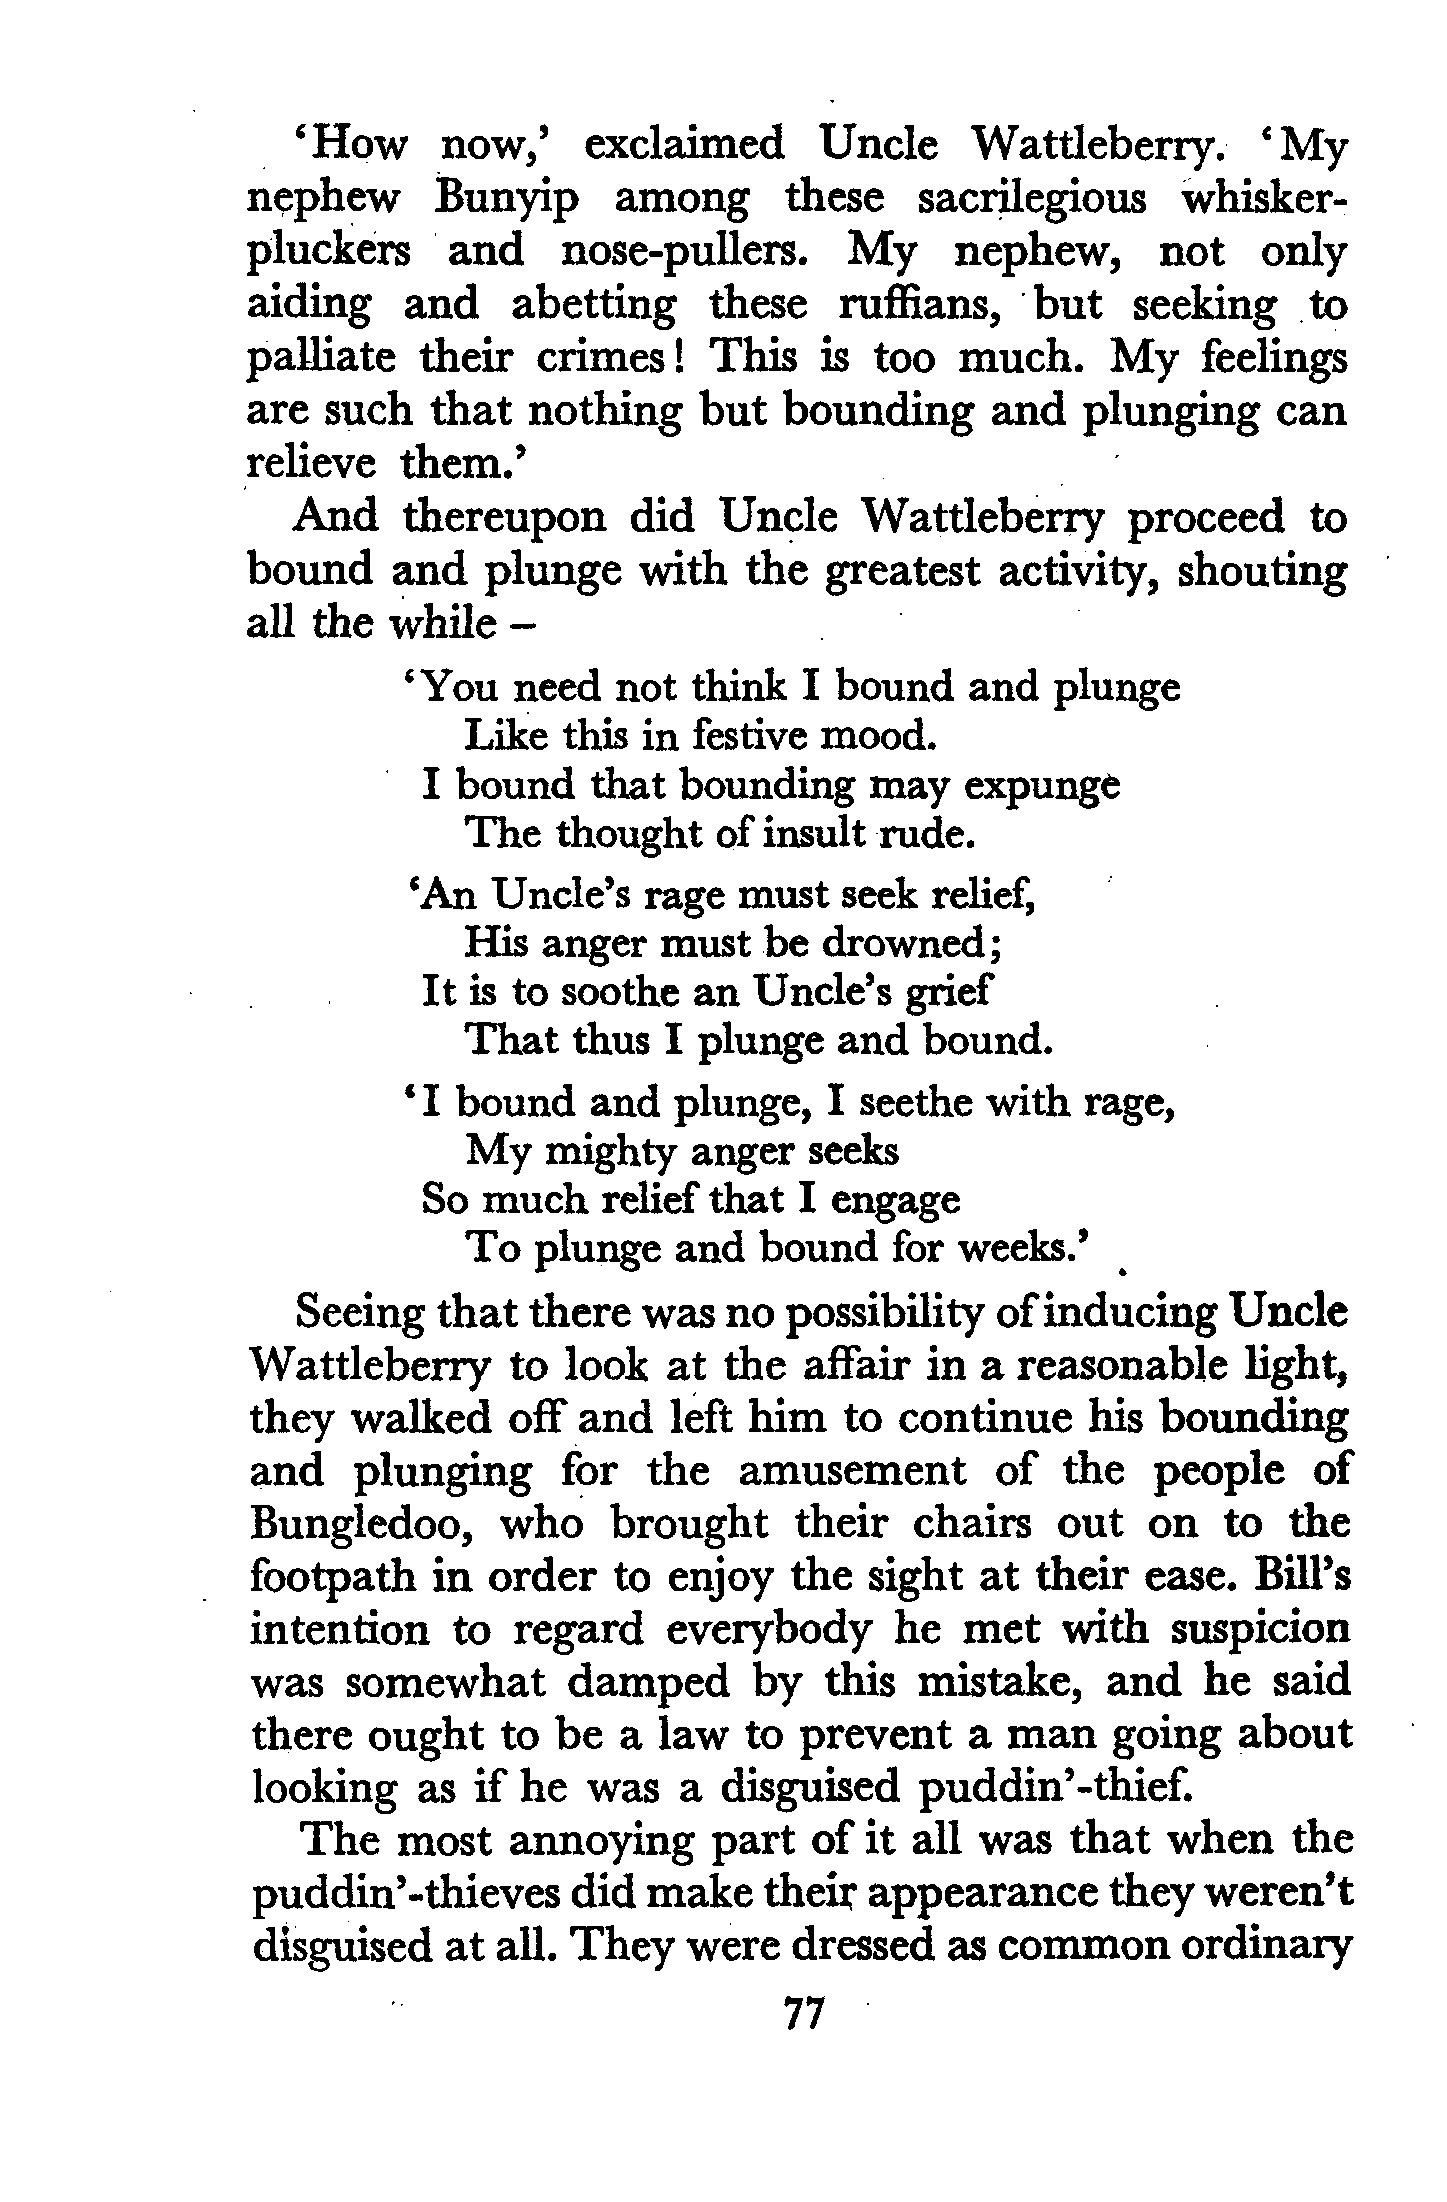 ‘How now,’ exclaimed Uncle Wattleberry. ‘My
nephew Bunyip among these sacrilegious whisker-
pluckers and nose-pullers. My nephew, not only
aiding and abetting these ruffians, but seeking to
palliate their crimes! This is too much. My feelings
are such that nothing but bounding and plunging can
relieve them.’
And thereupon did Uncle Wattleberry proceed to
bound and plunge with the greatest activity, shouting
all the while –
‘You need not think I bound and plunge
Like this in festive mood.
I bound that bounding may expunge
The thought of insult rude.
‘An Uncle’s rage must seek relief,
His anger must be drowned;
It is to soothe an Uncle’s grief
That thus I plunge and bound.
‘I bound and plunge, I seethe with rage,
My mighty anger seeks
So much relief that I engage
To plunge and bound for weeks.’
Seeing that there was no possibility of inducing Uncle
Wattleberry to look at the affair in a reasonable light,
they walked off and left him to continue his bounding
and plunging for the amusement of the people of
Bungledoo, who brought their chairs out on to the
footpath in order to enjoy the sight at their ease. Bill’s
intention to regard everybody he met with suspicion
was somewhat damped by this mistake, and he said
there ought to be a law to prevent a man going about
looking as if he was a disguised puddin’-thief.
The most annoying part of it all was that when the
puddin’-thieves did make their appearance they weren’t
disguised at all. They were dressed as common ordinary
77